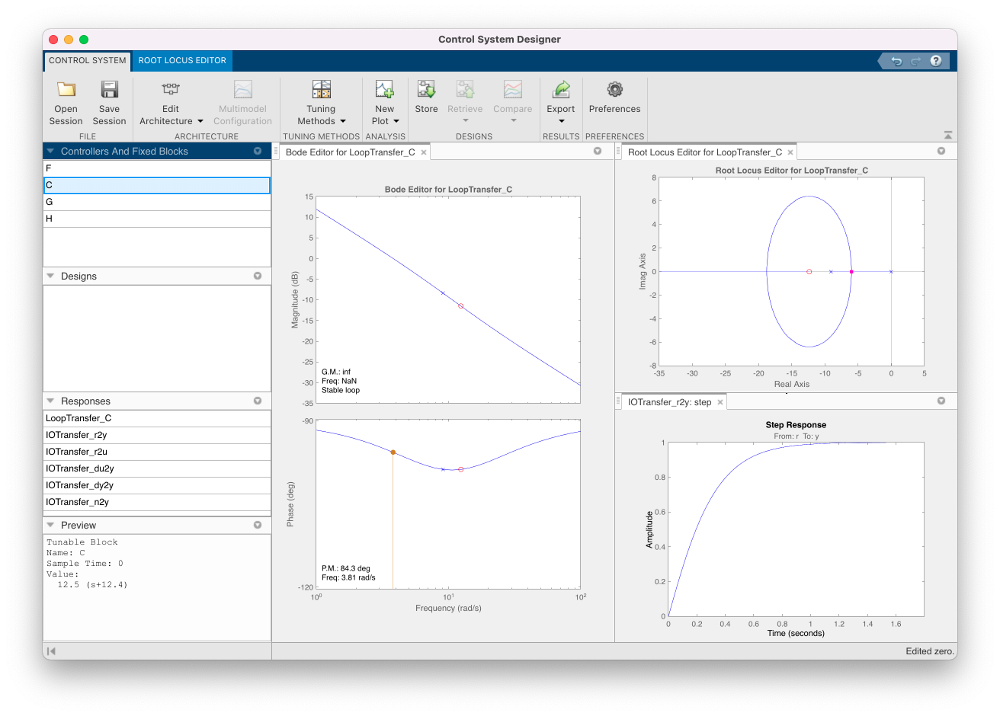 Control System Designer
CONTROL SYSTEM
ROOT LOCUS EDITOR
?
Open
Session
Save
Session
FILE
Edit
Architecture
Multimodel
Configuration
ARCHITECTURE
Tuning
Methods
TUNING METHODS
New
Plot
ANALYSIS
Store
Retrieve
Compare
DESIGNS
Export
RESULTS
Preferences
PREFERENCES
Controllers And Fixed Blocks
F
C
G
H
Designs
Responses
LoopTransfer_C
IOTransfer_r2y
IOTransfer_r2u
IOTransfer_du2y
IOTransfer_dy2y
IOTransfer_n2y
Preview
Tunable Block
Name: C
Sample Time: 0
Value:
12.5 (s+12.4)
Bode Editor for LoopTransfer_C
Bode Editor for LoopTransfer_C
15
10
5
0
-5
-10
-15
-20
-25
-30
-35
Magnitude (dB)
G.M.: inf
Freq: NaN
Stable loop
-90
-120
Phase (deg)
P.M.: 84.3 deg
Freq: 3.81 rad/s
10^0 10^1 10^2
Frequency (rad/s)
Root Locus Editor for LoopTransfer_C
Root Locus Editor for LoopTransfer_C
8
6
4
2
0
-2
-4
-6
-8
Imag Axis
-35 -30 -25 -20 -15 -10 -5 0 5
Real Axis
IOTransfer_r2y: step
Step Response
From: r To: y
1
0.8
0.6
0.4
0.2
0
Amplitude
0 0.2 0.4 0.6 0.8 1 1.2 1.4 1.6
Time (seconds)
Edited zero.